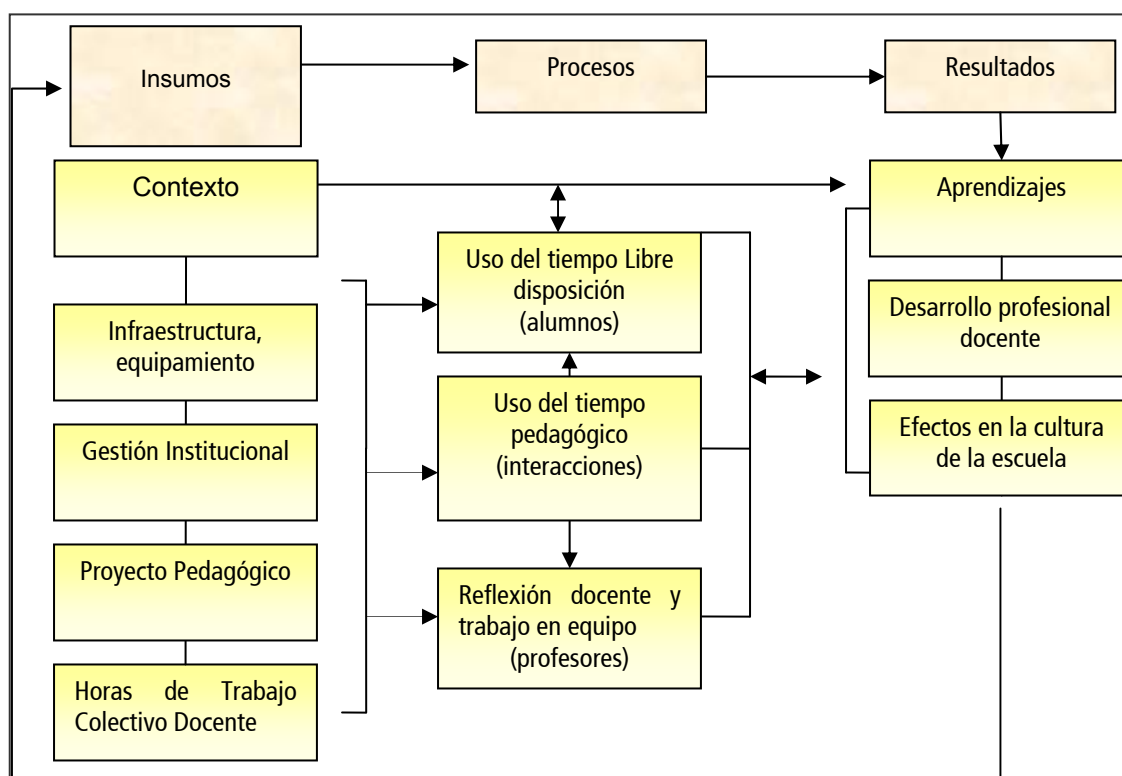 Insumos
Procesos
Resultados
Contexto
Infraestructura,
equipamiento
Gestión Institucional
Proyecto Pedagógico
Horas de Trabajo
Colectivo Docente
Uso del tiempo Libre
disposición
(alumnos)
Uso del tiempo
pedagógico
(interacciones)
Reflexión docente y
trabajo en equipo
(profesores)
Aprendizajes
Desarrollo profesional
docente
Efectos en la cultura
de la escuela